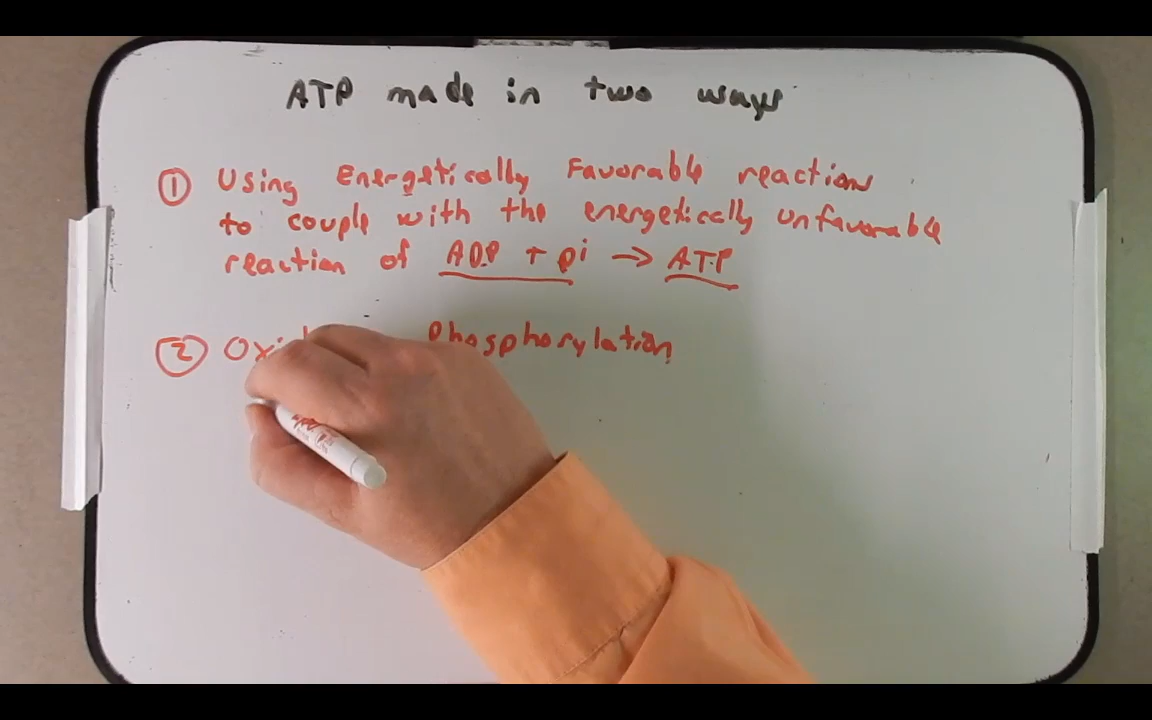 ATP made in two ways
① Using Energetically Favorable reactions
to couple with the energetically unfavorable
reaction of ADP + pi → ATP
② Phosphorylation